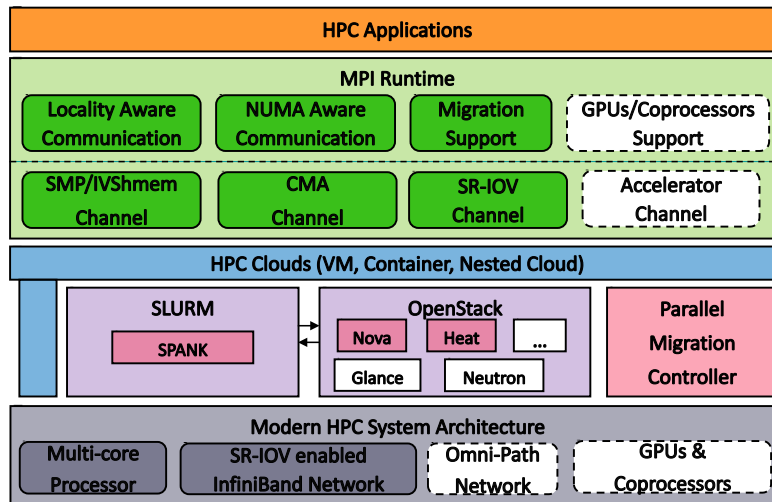 HPC Applications
MPI Runtime
Locality Aware
Communication
NUMA Aware
Communication
Migration
Support
GPUs/Coprocessors
Support
SMP/IVShmem
Channel
CMA
Channel
SR-IOV
Channel
Accelerator
Channel
HPC Clouds (VM, Container, Nested Cloud)
SLURM
SPANK
OpenStack
Nova
Heat
...
Glance
Neutron
Parallel
Migration
Controller
Modern HPC System Architecture
Multi-core
Processor
SR-IOV enabled
InfiniBand Network
Omni-Path
Network
GPUs &
Coprocessors